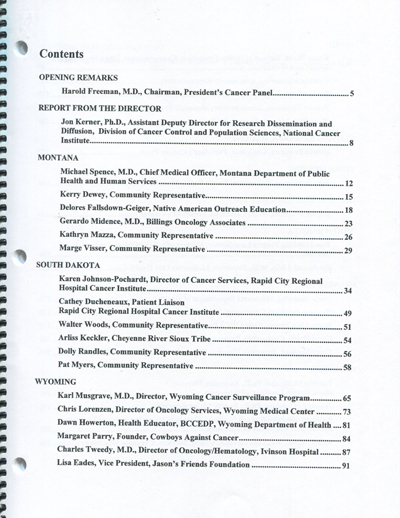 Contents
OPENING REMARKS
Harold Freeman, M.D., Chairman, President's Cancer Panel.................................... 5
REPORT FROM THE DIRECTOR
Jon Kerner, Ph.D., Assistant Deputy Director for Research Dissemination and
Diffusion, Division of Cancer Control and Population Sciences, National Cancer
Institute.................................................................................................................. 8
MONTANA
Michael Spence, M.D., Chief Medical Officer, Montana Department of Public
Health and Human Services ................................................................................. 12
Kerry Dewey, Community Representative............................................................ 15
Delores Fallsdown-Geiger, Native American Outreach Education........................ 18
Gerardo Midence, M.D., Billings Oncology Associates ........................................ 23
Kathryn Mazza, Community Representative ........................................................ 26
Marge Visser, Community Representative ............................................................ 29
SOUTH DAKOTA
Karen Johnson-Pochardt, Director of Cancer Services, Rapid City Regional
Hospital Cancer Institute...................................................................................... 34
Cathey Ducheneaux, Patient Liaison
Rapid City Regional Hospital Cancer Institute ..................................................... 49
Walter Woods, Community Representative.......................................................... 51
Arliss Keckler, Cheyenne River Sioux Tribe ........................................................ 54
Dolly Randles, Community Representative .......................................................... 56
Pat Myers, Community Representative ................................................................ 58
WYOMING
Karl Musgrave, M.D., Director, Wyoming Cancer Surveillance Program............... 65
Chris Lorenzen, Director of Oncology Services, Wyoming Medical Center ........... 73
Dawn Howerton, Health Educator, BCCEDP, Wyoming Department of Health .... 81
Margaret Parry, Founder, Cowboys Against Cancer............................................. 84
Charles Tweedy, M.D., Director of Oncology/Hematology, Ivinson Hospital ......... 87
Lisa Eades, Vice President, Jason's Friends Foundation ....................................... 91